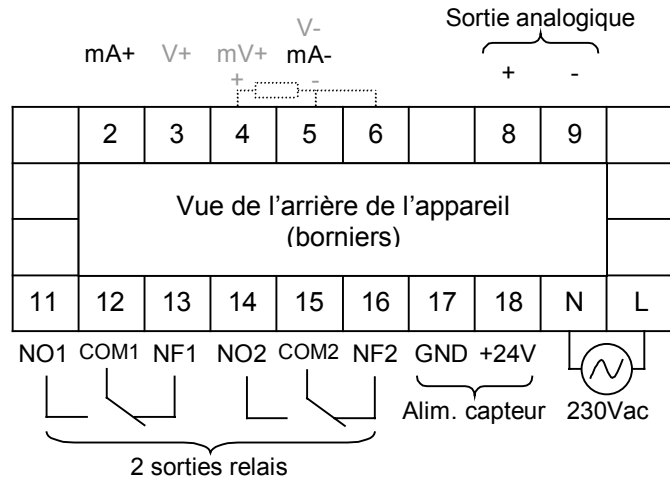 Sortie analogique
V-
mA+ V+ mV+ mA-
+ - + -
2 3 4 5 6 8 9
Vue de l'arrière de l'appareil
(borniers)
11 12 13 14 15 16 17 18 N L
NO1 COM1 NF1 NO2 COM2 NF2 GND +24V
Alim. capteur 230Vac
2 sorties relais